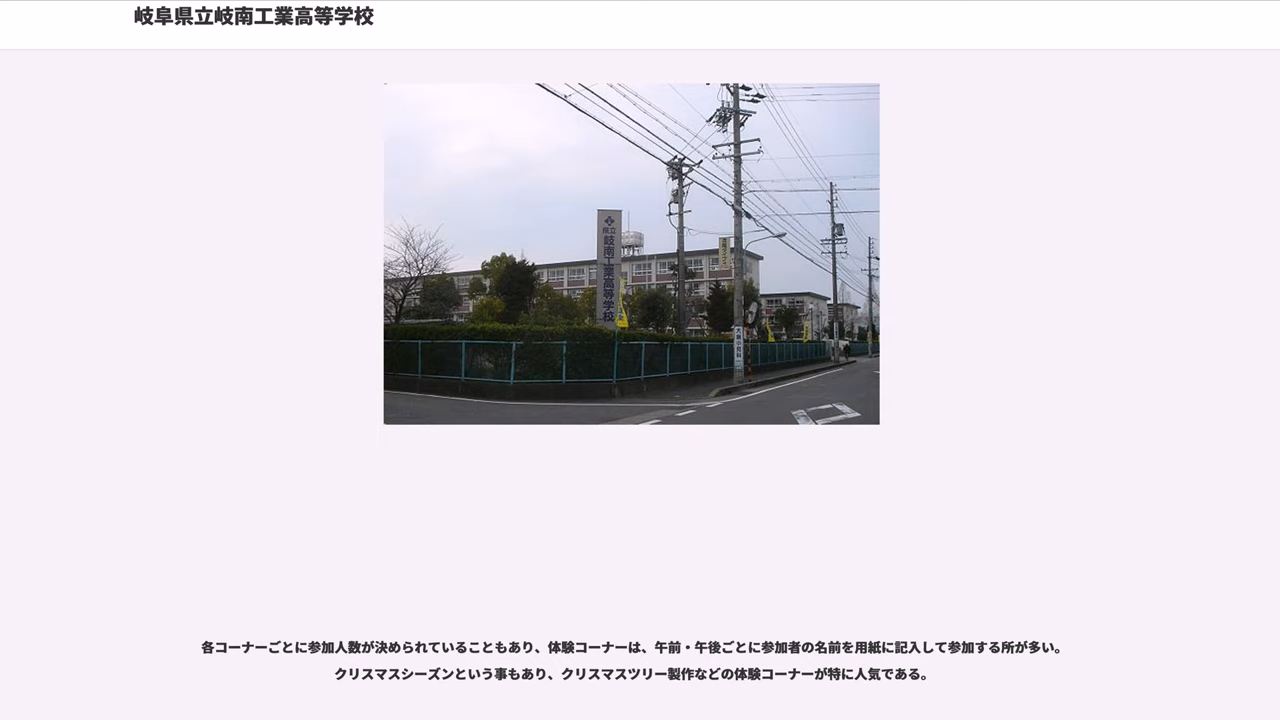 岐阜県立岐南工業高等学校
県立
岐南工業高等学校
各コーナーごとに参加人数が決められていることもあり、体験コーナーは、午前・午後ごとに参加者の名前を用紙に記入して参加する所が多い。
クリスマスシーズンという事もあり、クリスマスツリー製作などの体験コーナーが特に人気である。